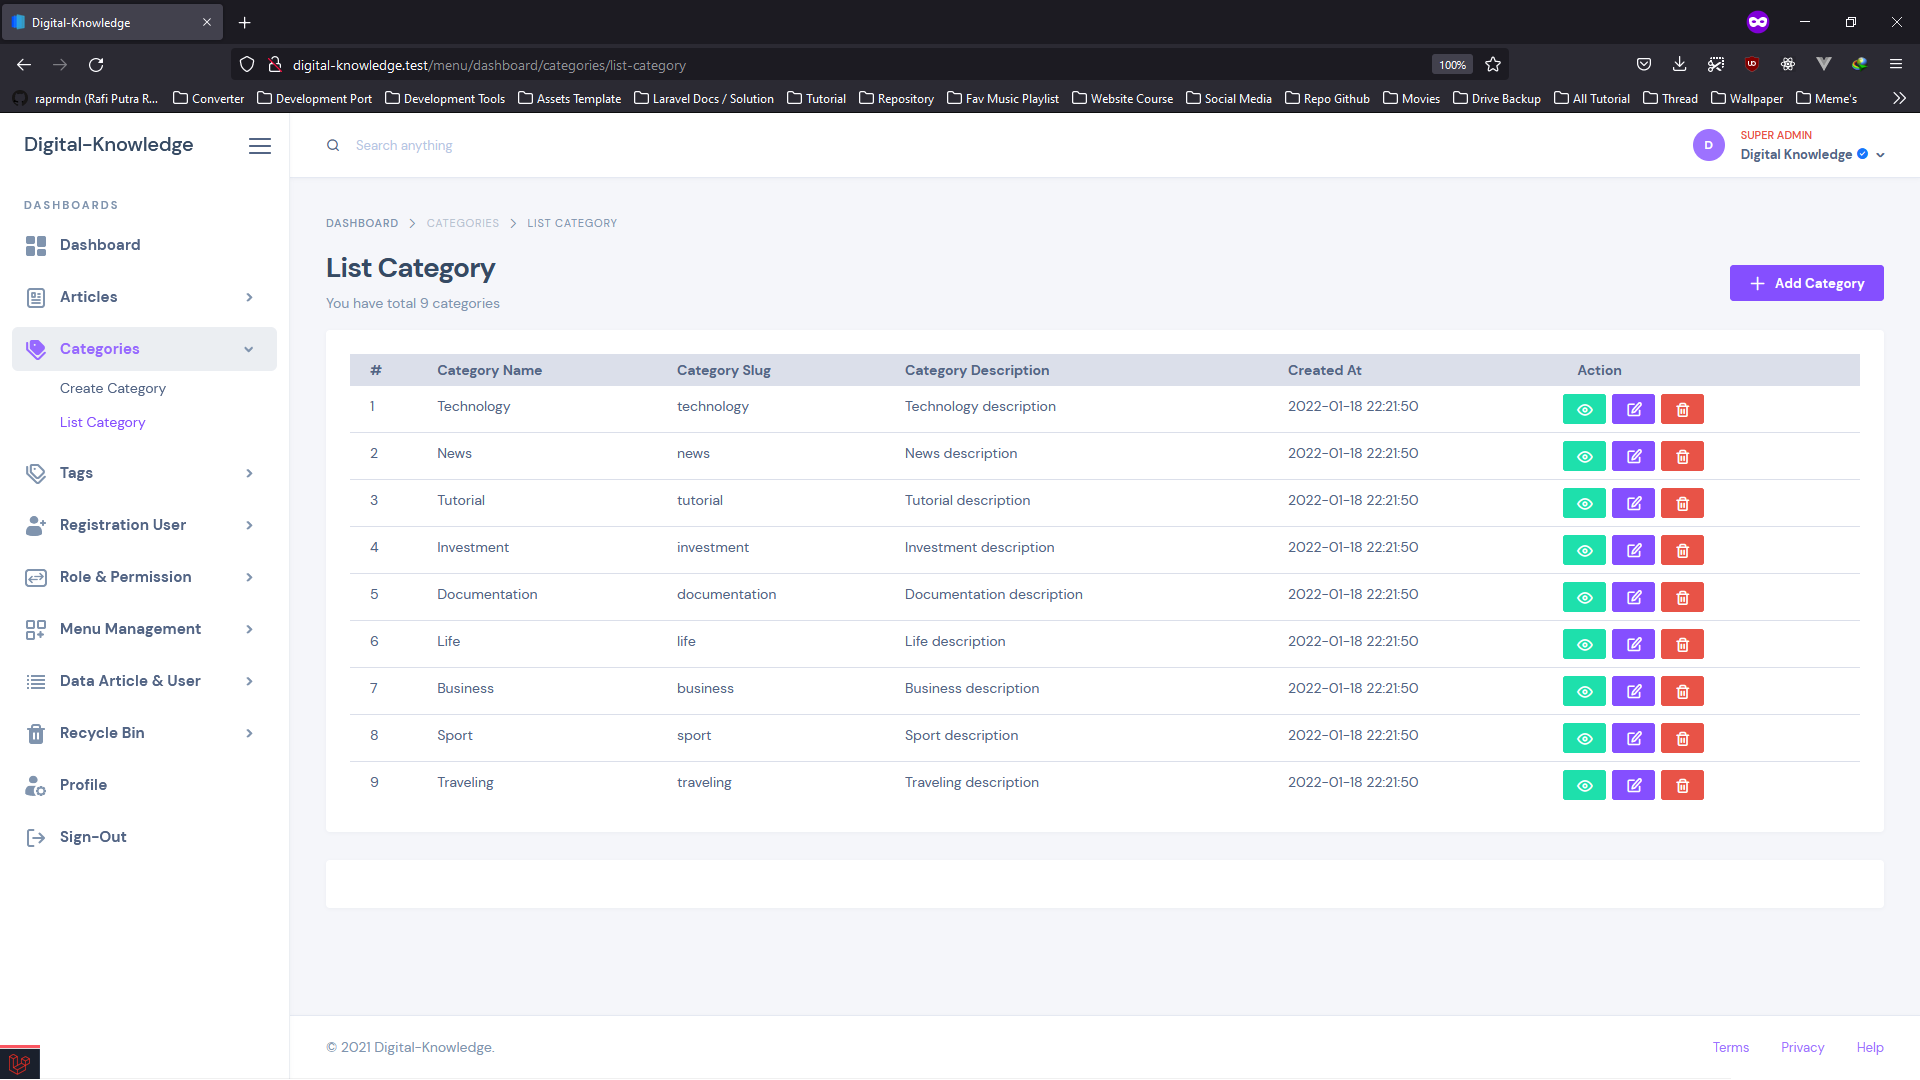 Digital-Knowledge
digital-knowledge.test/menu/dashboard/categories/list-category
100%
raprmdn (Rafi Putra R... Converter Development Port Development Tools Assets Template Laravel Docs / Solution Tutorial Repository Fav Music Playlist Website Course Social Media Repo Github Movies Drive Backup All Tutorial Thread Wallpaper Meme's
Digital-Knowledge
Search anything
D
SUPER ADMIN
Digital Knowledge
DASHBOARDS
Dashboard
Articles
Categories
Create Category
List Category
Tags
Registration User
Role & Permission
Menu Management
Data Article & User
Recycle Bin
Profile
Sign-Out
DASHBOARD > CATEGORIES > LIST CATEGORY
List Category
You have total 9 categories
+ Add Category
# Category Name Category Slug Category Description Created At Action
1 Technology technology Technology description 2022-01-18 22:21:50
2 News news News description 2022-01-18 22:21:50
3 Tutorial tutorial Tutorial description 2022-01-18 22:21:50
4 Investment investment Investment description 2022-01-18 22:21:50
5 Documentation documentation Documentation description 2022-01-18 22:21:50
6 Life life Life description 2022-01-18 22:21:50
7 Business business Business description 2022-01-18 22:21:50
8 Sport sport Sport description 2022-01-18 22:21:50
9 Traveling traveling Traveling description 2022-01-18 22:21:50
© 2021 Digital-Knowledge.
Terms Privacy Help